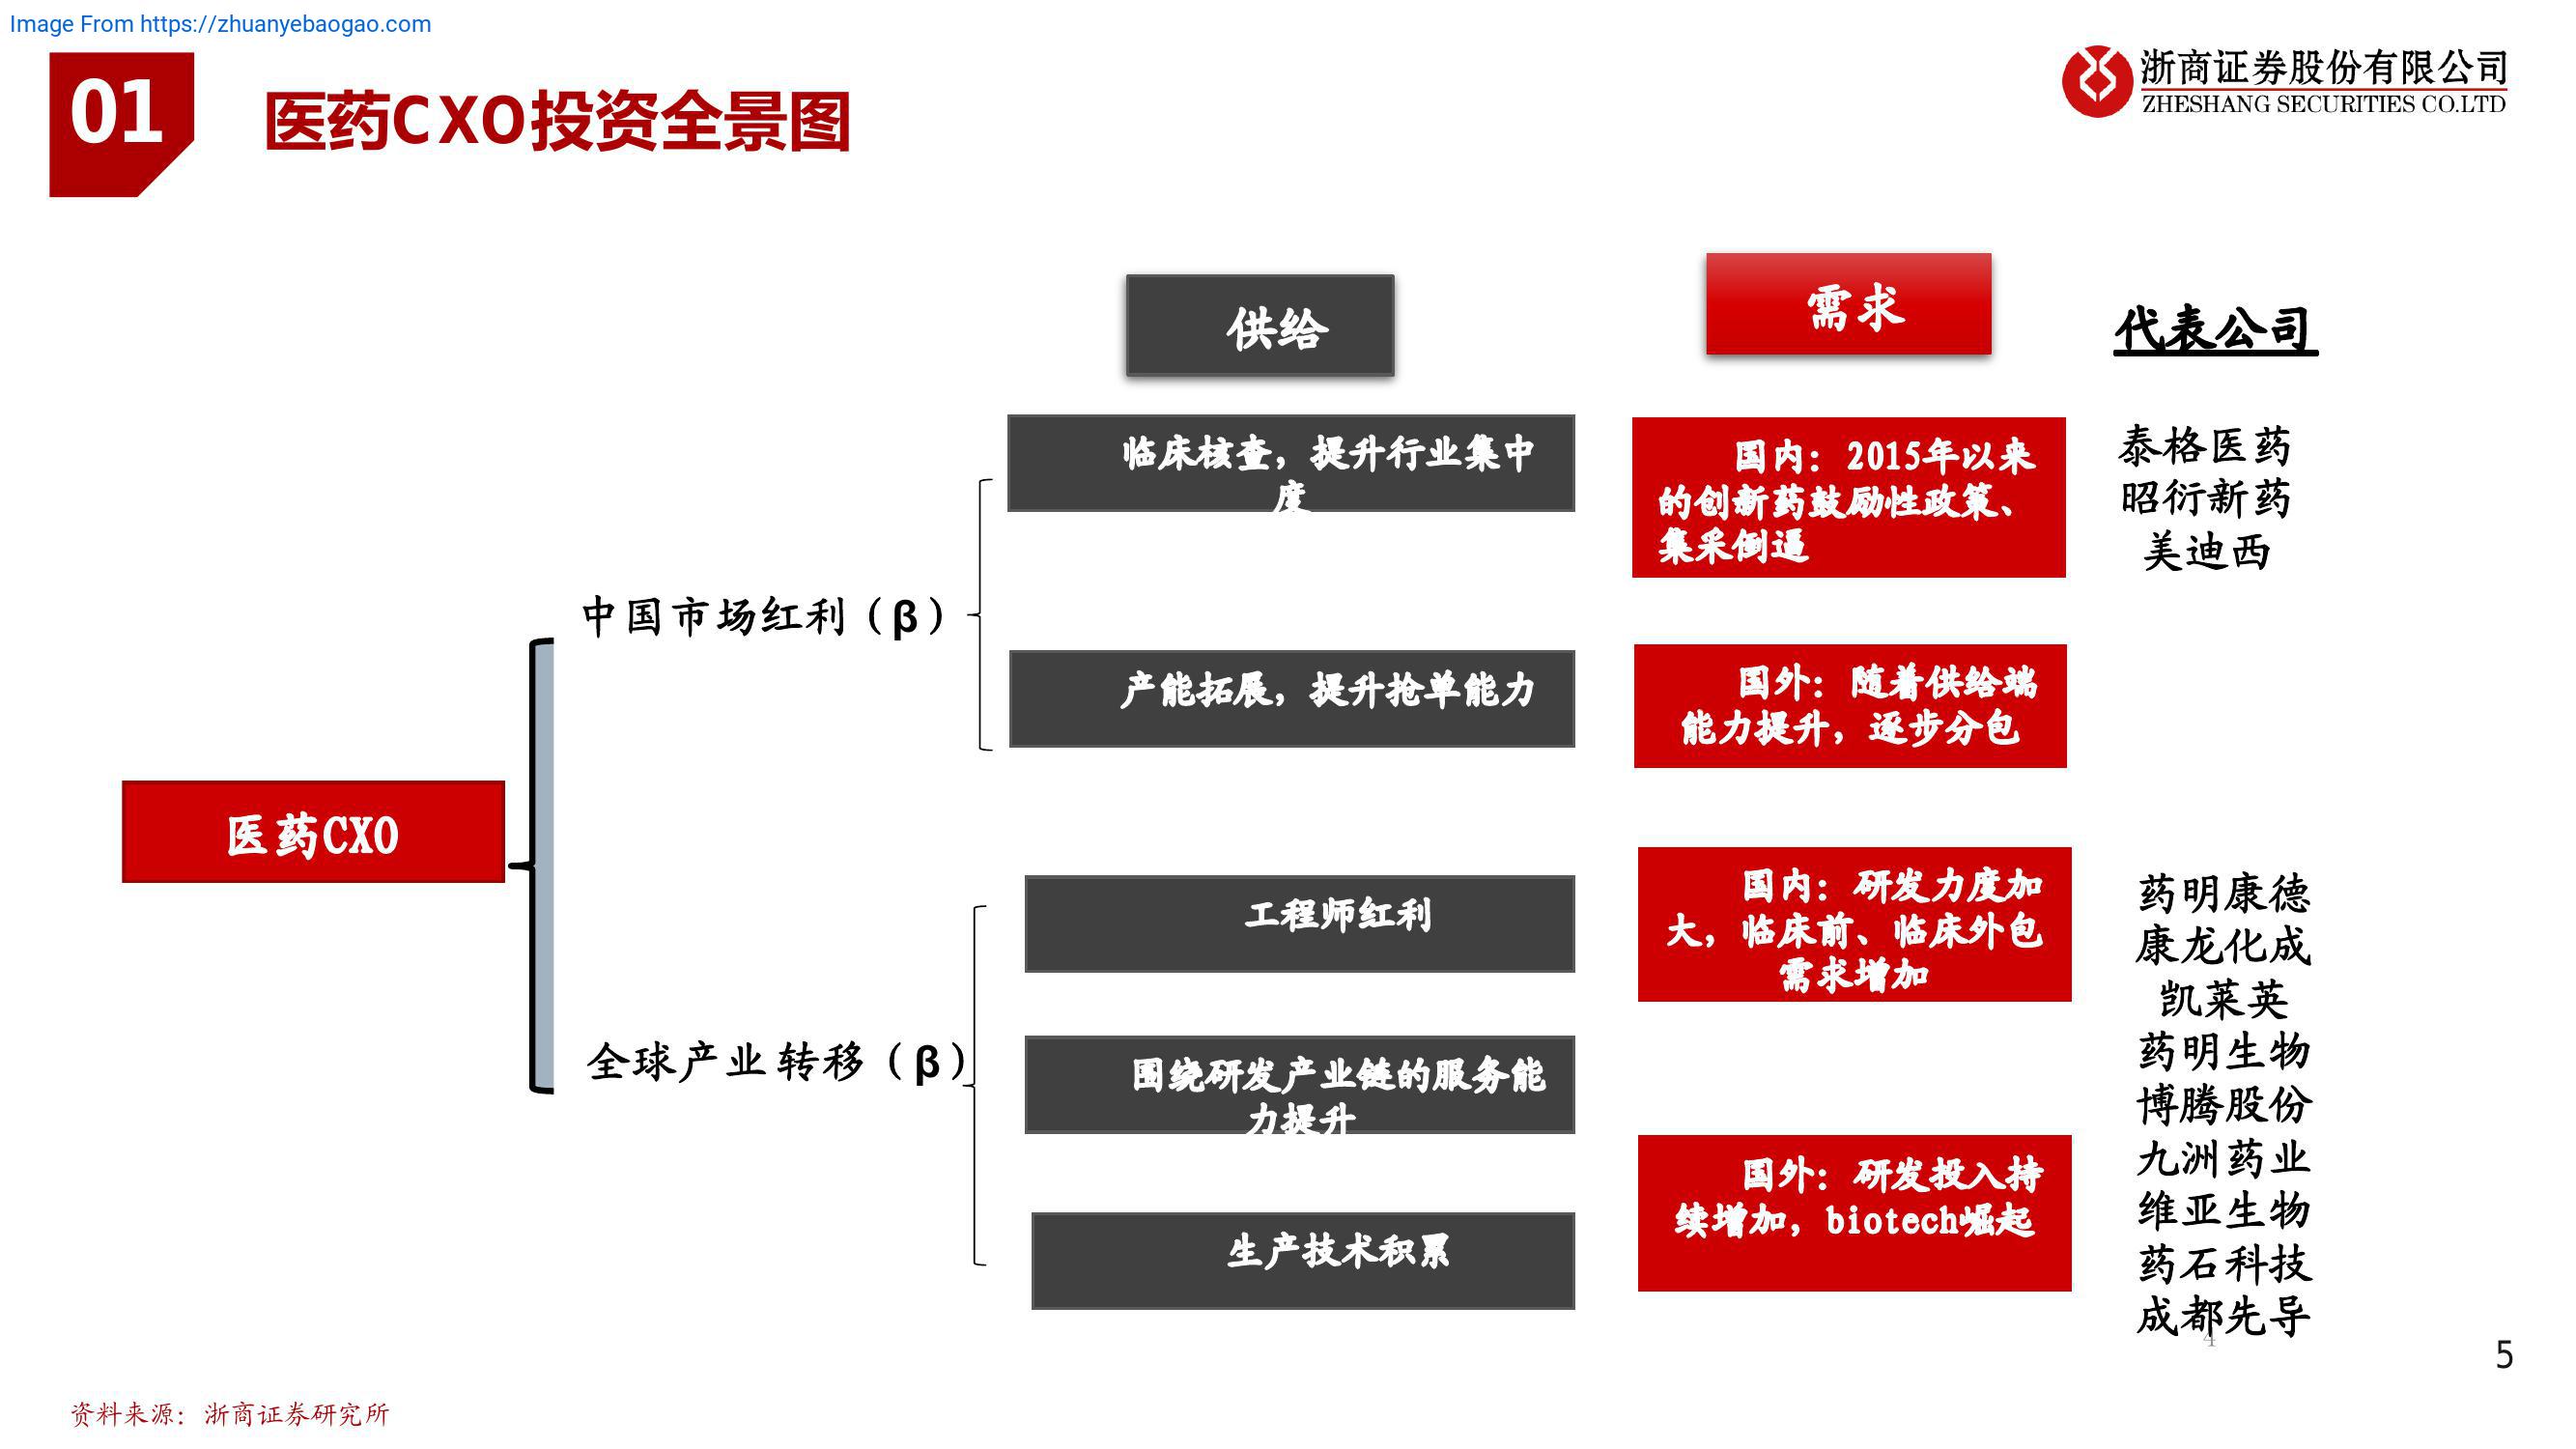 Image From https://zhuanyebaogao.com
01
医药CXO投资全景图
浙商证券股份有限公司
ZHESHANG SECURITIES CO.LTD
供给
需求
代表公司
临床核查，提升行业集中
度
国内：2015年以来
的创新药鼓励性政策、
集采倒逼
泰格医药
昭衍新药
美迪西
中国市场红利（β）
产能拓展，提升抢单能力
国外：随着供给端
能力提升，逐步分包
医药CXO
工程师红利
国内：研发力度加
大，临床前、临床外包
需求增加
全球产业转移（β）
围绕研发产业链的服务能
力提升
生产技术积累
国外：研发投入持
续增加，biotech崛起
药明康德
康龙化成
凯莱英
药明生物
博腾股份
九洲药业
维亚生物
药石科技
成都先导
4
5
资料来源：浙商证券研究所